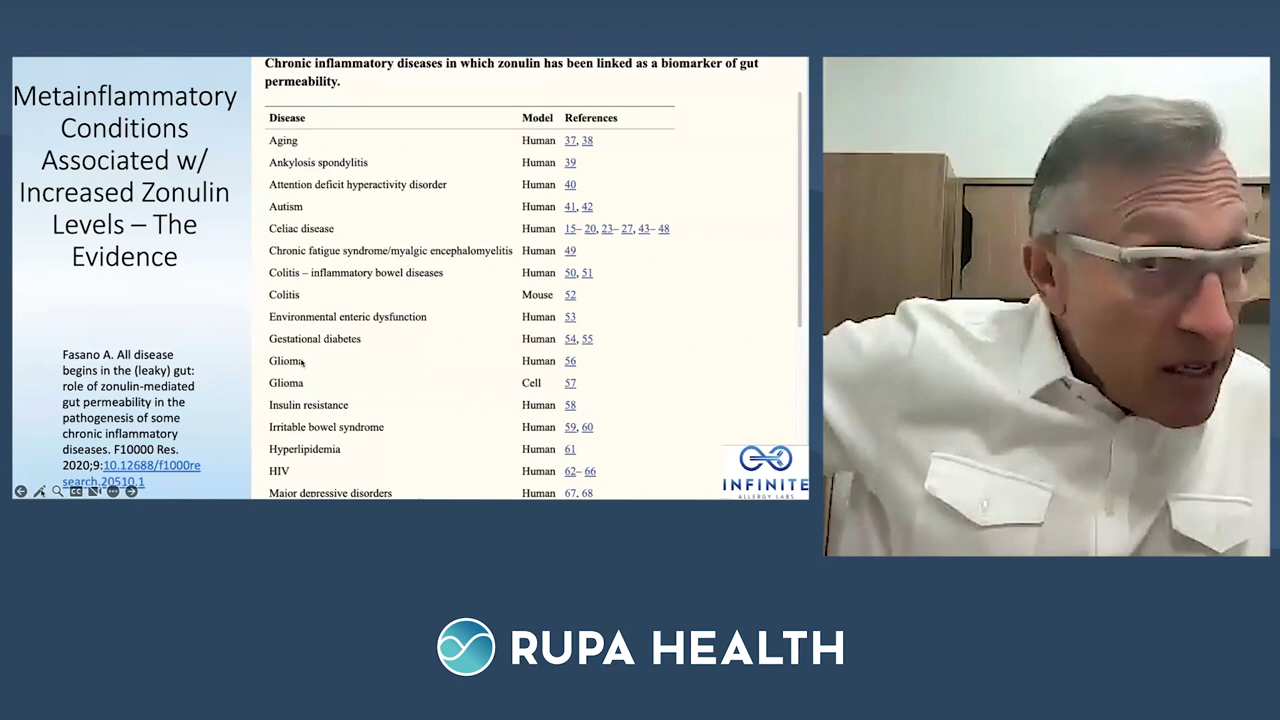 Metainflammatory
Conditions
Associated w/
Increased Zonulin
Levels – The
Evidence
Fasano A. All disease
begins in the (leaky) gut:
role of zonulin-mediated
gut permeability in the
pathogenesis of some
chronic inflammatory
diseases. F1000 Res.
2020;9:10.12688/f1000re
search.20510.1
Chronic inflammatory diseases in which zonulin has been linked as a biomarker of gut
permeability.
Disease Model References
Aging Human 37, 38
Ankylosis spondylitis Human 39
Attention deficit hyperactivity disorder Human 40
Autism Human 41, 42
Celiac disease Human 15– 20, 23– 27, 43– 48
Chronic fatigue syndrome/myalgic encephalomyelitis Human 49
Colitis – inflammatory bowel diseases Human 50, 51
Colitis Mouse 52
Environmental enteric dysfunction Human 53
Gestational diabetes Human 54, 55
Glioma Human 56
Glioma Cell 57
Insulin resistance Human 58
Irritable bowel syndrome Human 59, 60
Hyperlipidemia Human 61
HIV Human 62– 66
Major depressive disorders Human 67, 68
INFINITE
ALLERGY LABS
RUPA HEALTH